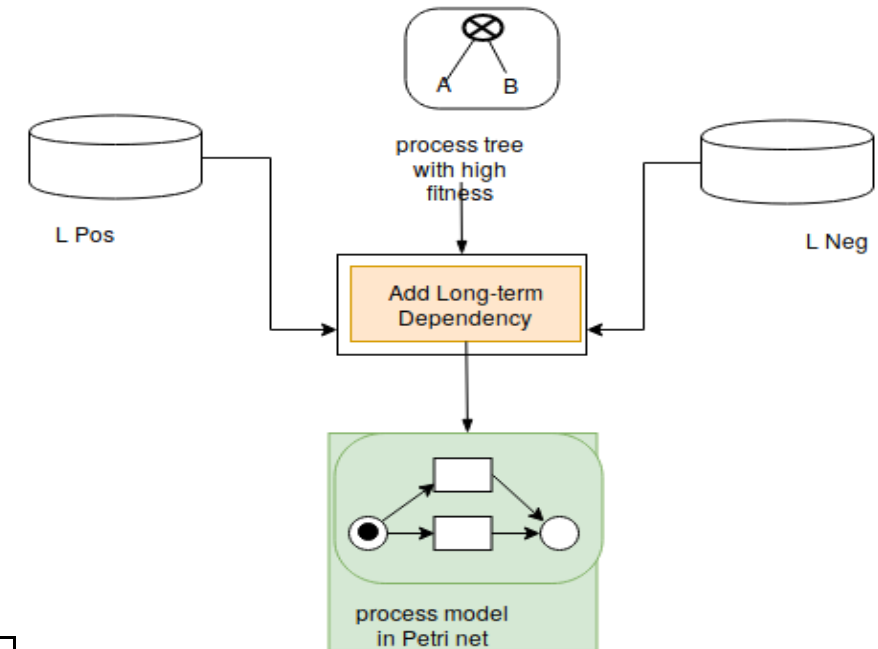 A B
process tree
with high
fitness
L Pos
L Neg
Add Long-term
Dependency
process model
in Petri net